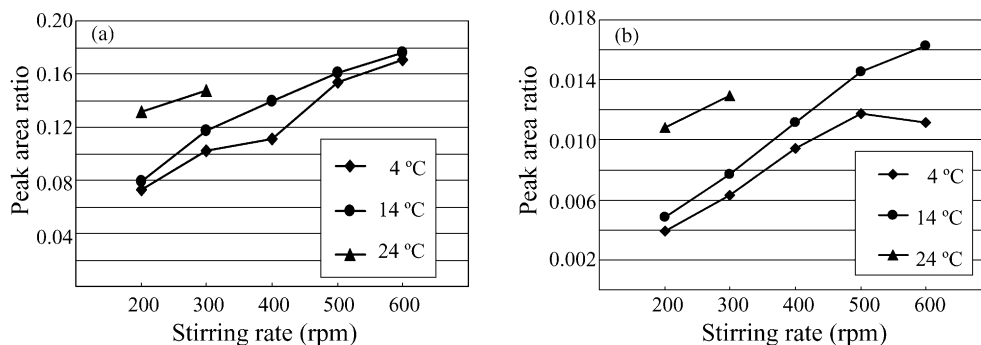 (a)
Peak area ratio
0.20
0.16
0.12
0.08
0.04
4 ºC
14 ºC
24 ºC
200 300 400 500 600
Stirring rate (rpm)
(b)
Peak area ratio
0.018
0.014
0.010
0.006
0.002
4 ºC
14 ºC
24 ºC
200 300 400 500 600
Stirring rate (rpm)